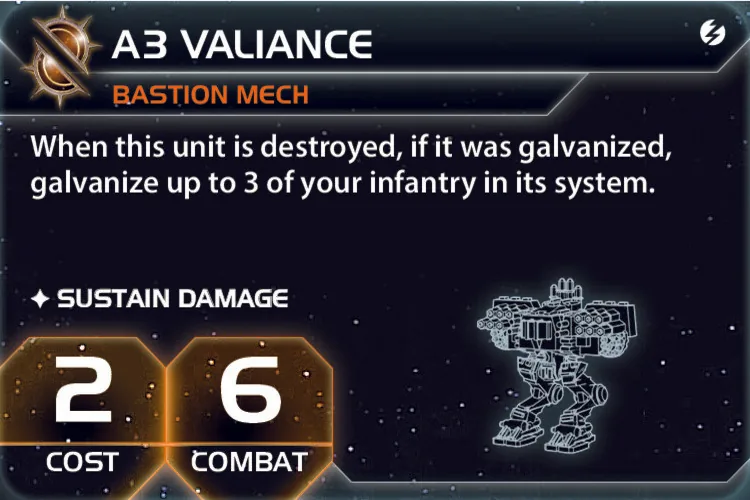 A3 VALIANCE
BASTION MECH
When this unit is destroyed, if it was galvanized,
galvanize up to 3 of your infantry in its system.
SUSTAIN DAMAGE
2 6
COST COMBAT